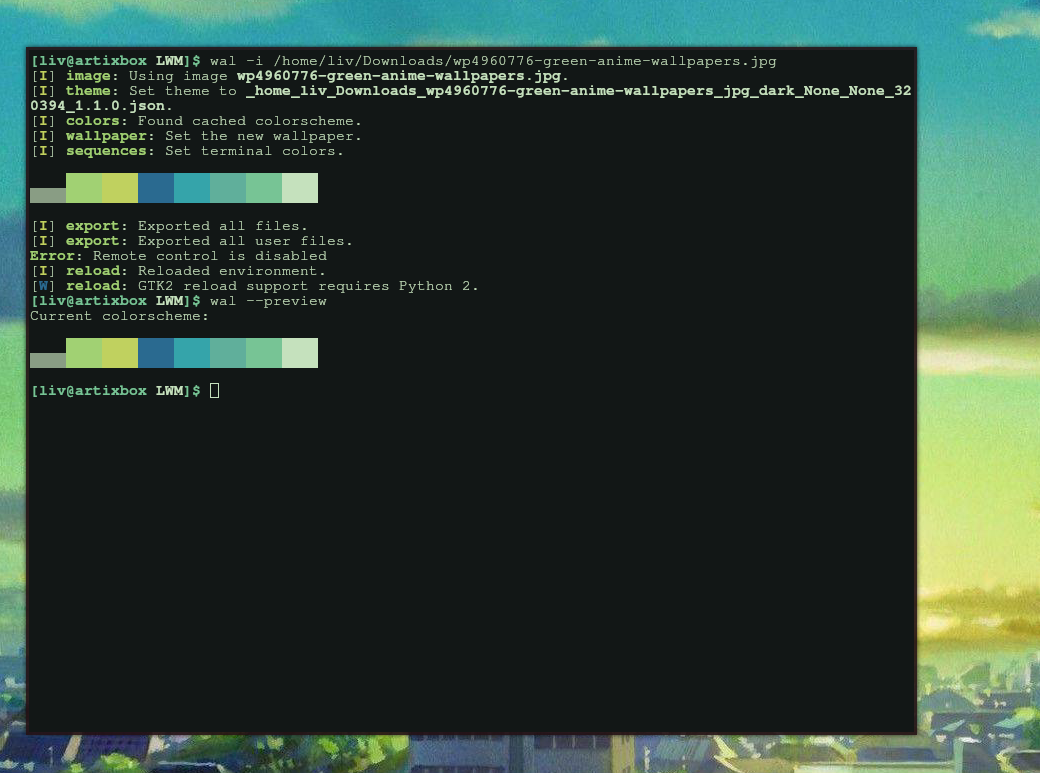 [liv@artixbox LWM]$ wal -i /home/liv/Downloads/wp4960776-green-anime-wallpapers.jpg
[I] image: Using image wp4960776-green-anime-wallpapers.jpg.
[I] theme: Set theme to _home_liv_Downloads_wp4960776-green-anime-wallpapers_jpg_dark_None_None_32
0394_1.1.0.json.
[I] colors: Found cached colorscheme.
[I] wallpaper: Set the new wallpaper.
[I] sequences: Set terminal colors.
[I] export: Exported all files.
[I] export: Exported all user files.
Error: Remote control is disabled
[I] reload: Reloaded environment.
[W] reload: GTK2 reload support requires Python 2.
[liv@artixbox LWM]$ wal --preview
Current colorscheme:
[liv@artixbox LWM]$